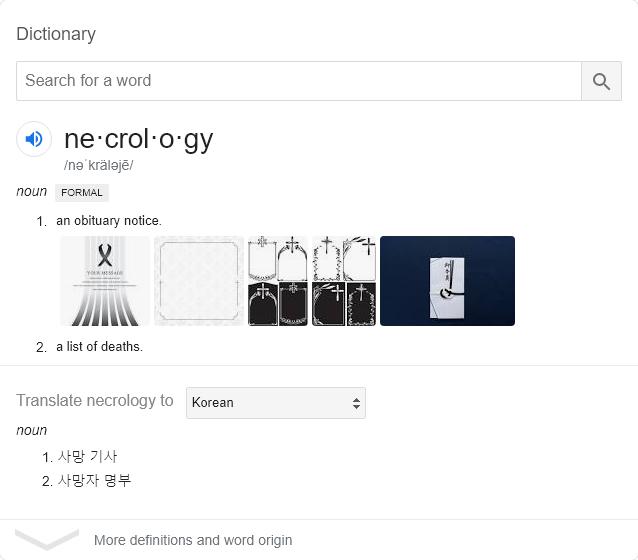 Dictionary
Search for a word
ne·crol·o·gy
/nəˈkräləjē/
noun FORMAL
1. an obituary notice.
YOUR MESSAGE
2. a list of deaths.
Translate necrology to Korean
noun
1. 사망 기사
2. 사망자 명부
More definitions and word origin